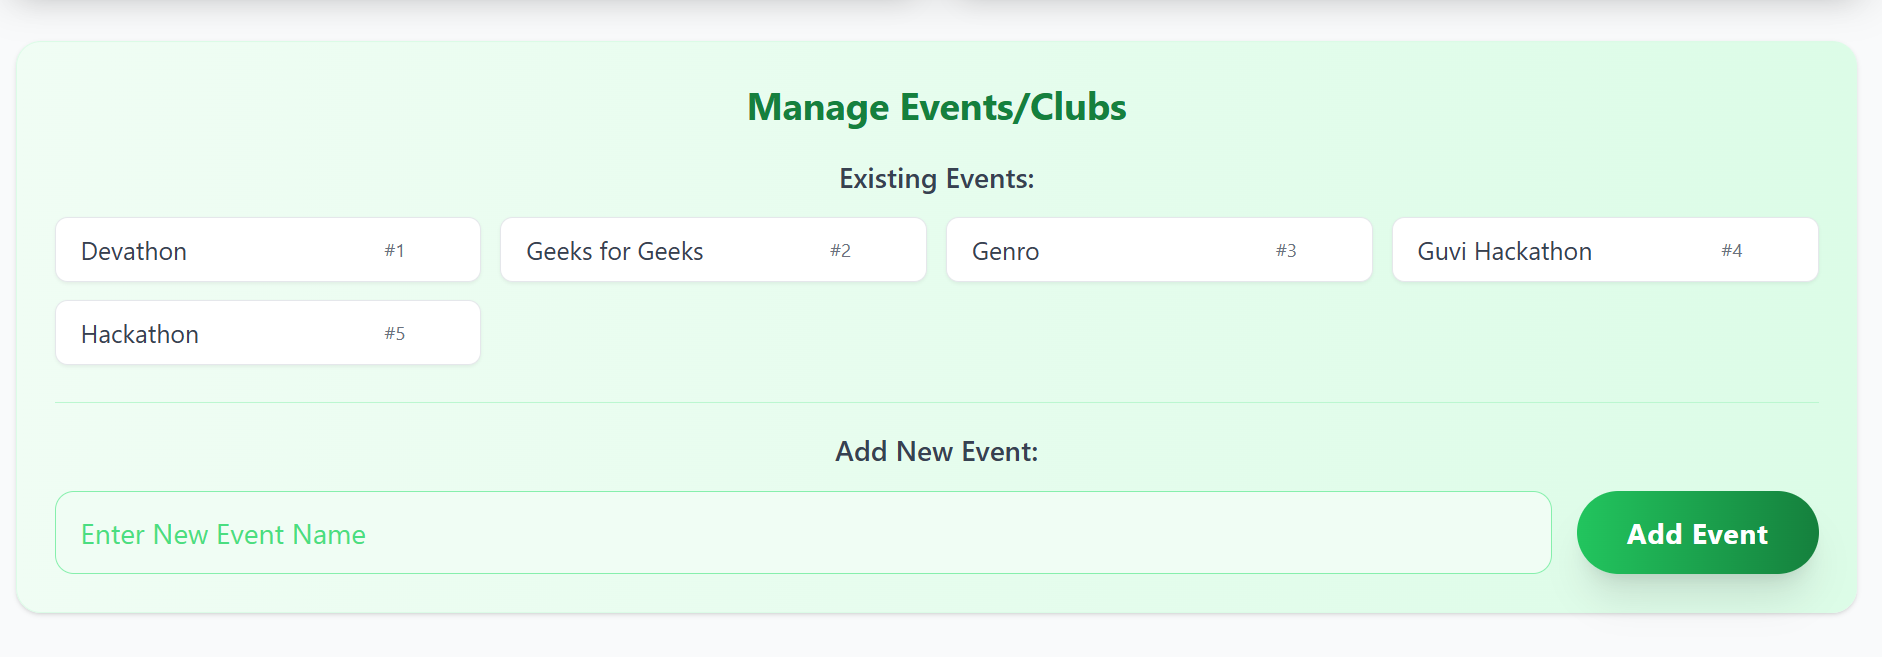 Manage Events/Clubs
Existing Events:
Devathon #1 Geeks for Geeks #2 Genro #3 Guvi Hackathon #4
Hackathon #5
Add New Event:
Enter New Event Name Add Event